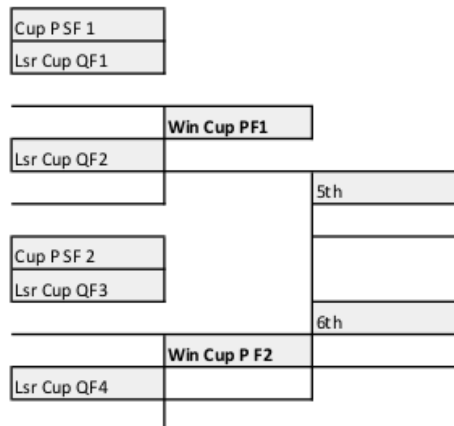 Cup P SF 1
Lsr Cup QF1
Win Cup PF1
Lsr Cup QF2
5th
Cup P SF 2
Lsr Cup QF3
6th
Win Cup P F2
Lsr Cup QF4